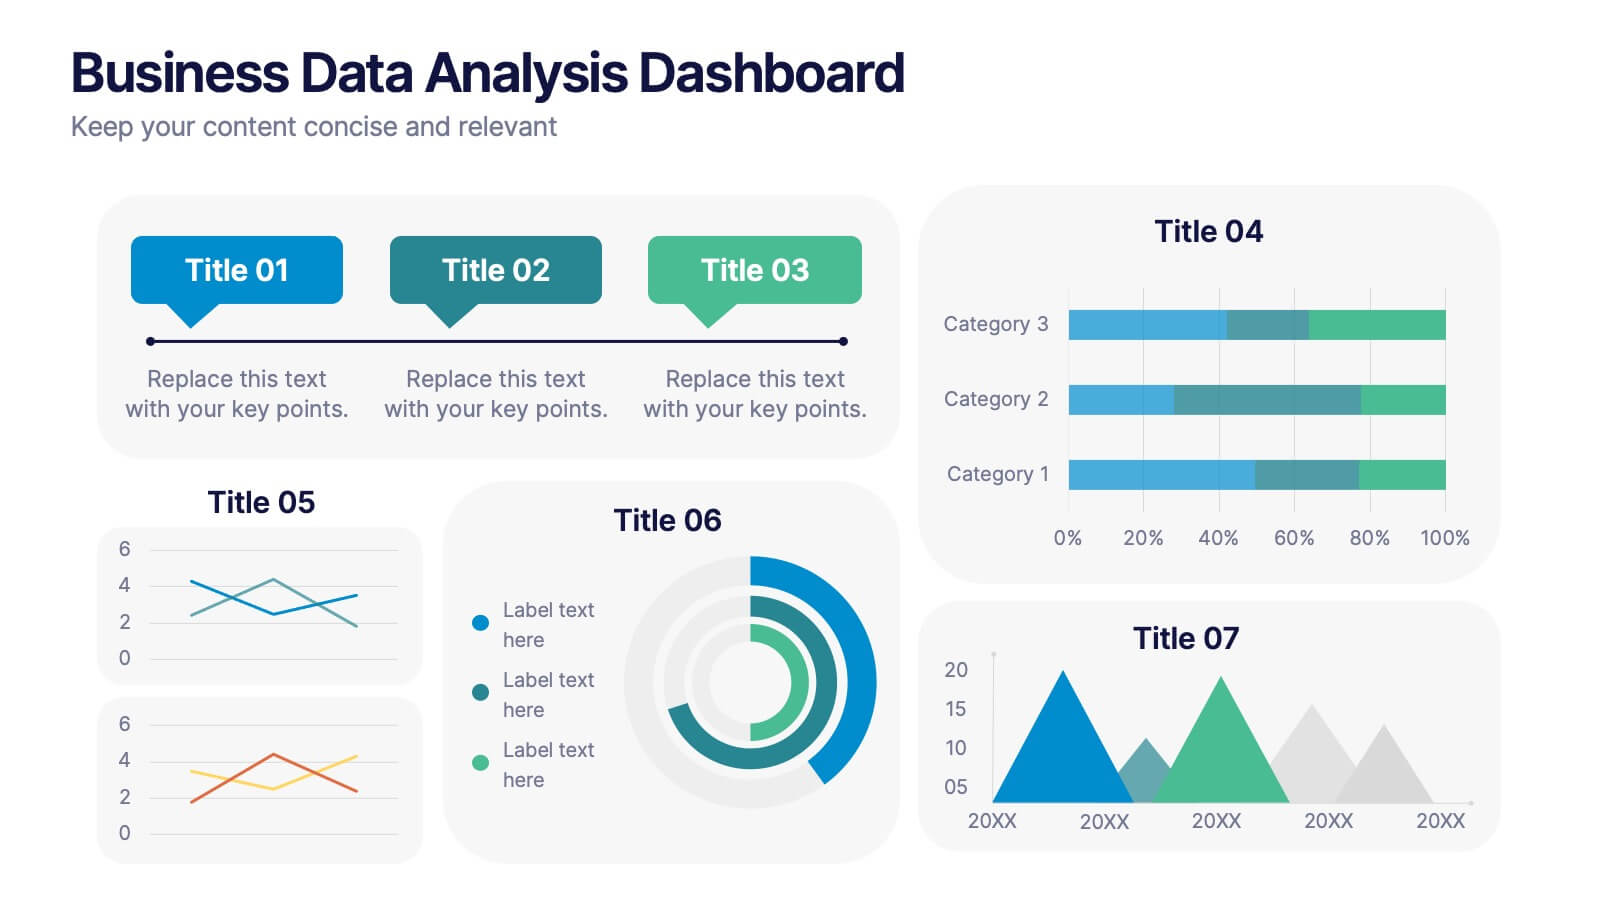 Business Data Analysis Dashboard
Keep your content concise and relevant
Title 01
Title 02
Title 03
Replace this text
with your key points.
Replace this text
with your key points.
Replace this text
with your key points.
Title 04
Category 3
Category 2
Category 1
0% 20% 40% 60% 80% 100%
Title 05
6
4
2
0
6
4
2
0
Title 06
Label text
here
Label text
here
Label text
here
Title 07
20
15
10
05
20XX 20XX 20XX 20XX 20XX